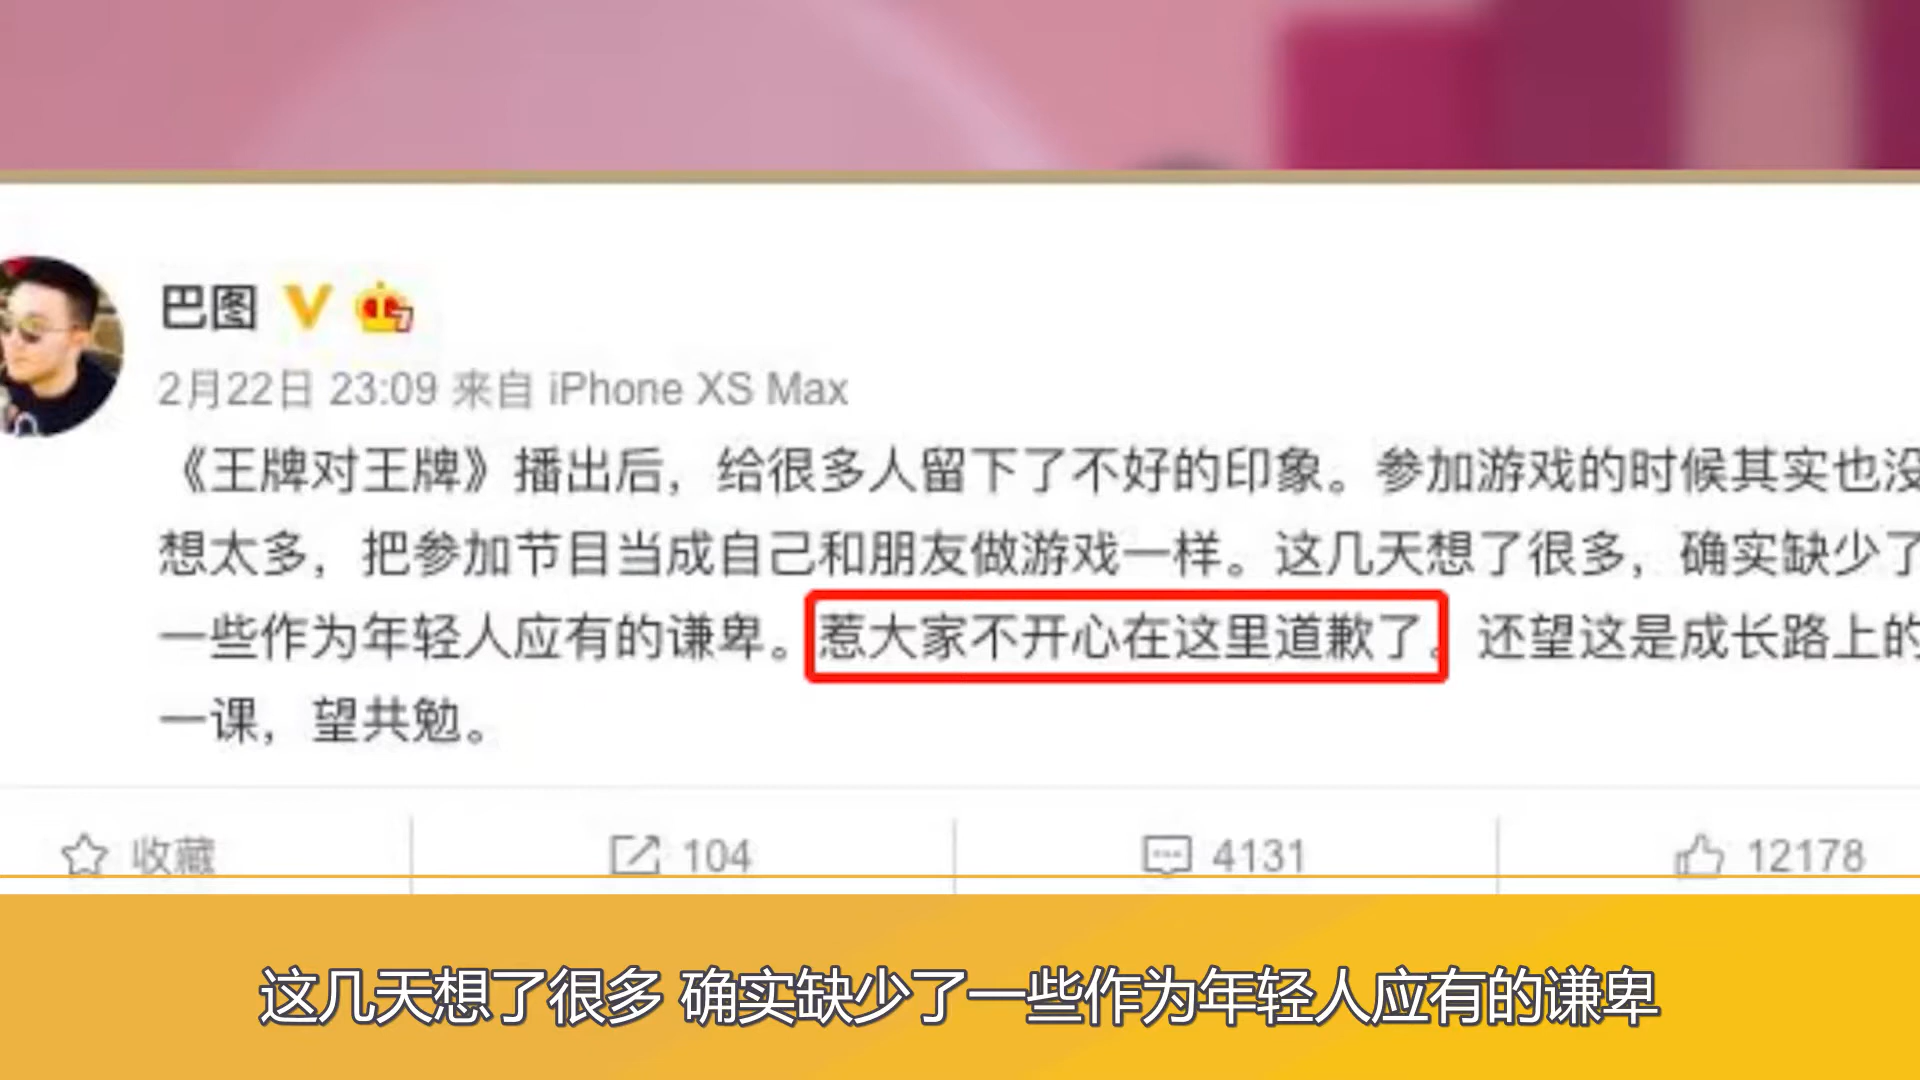 巴图
2月22日 23:09 来自 iPhone XS Max
《王牌对王牌》播出后，给很多人留下了不好的印象。参加游戏的时候其实也没
想太多，把参加节目当成自己和朋友做游戏一样。这几天想了很多，确实缺少了
一些作为年轻人应有的谦卑。惹大家不开心在这里道歉了。还望这是成长路上的
一课，望共勉。
收藏 104 4131 12178
这几天想了很多 确实缺少了一些作为年轻人应有的谦卑